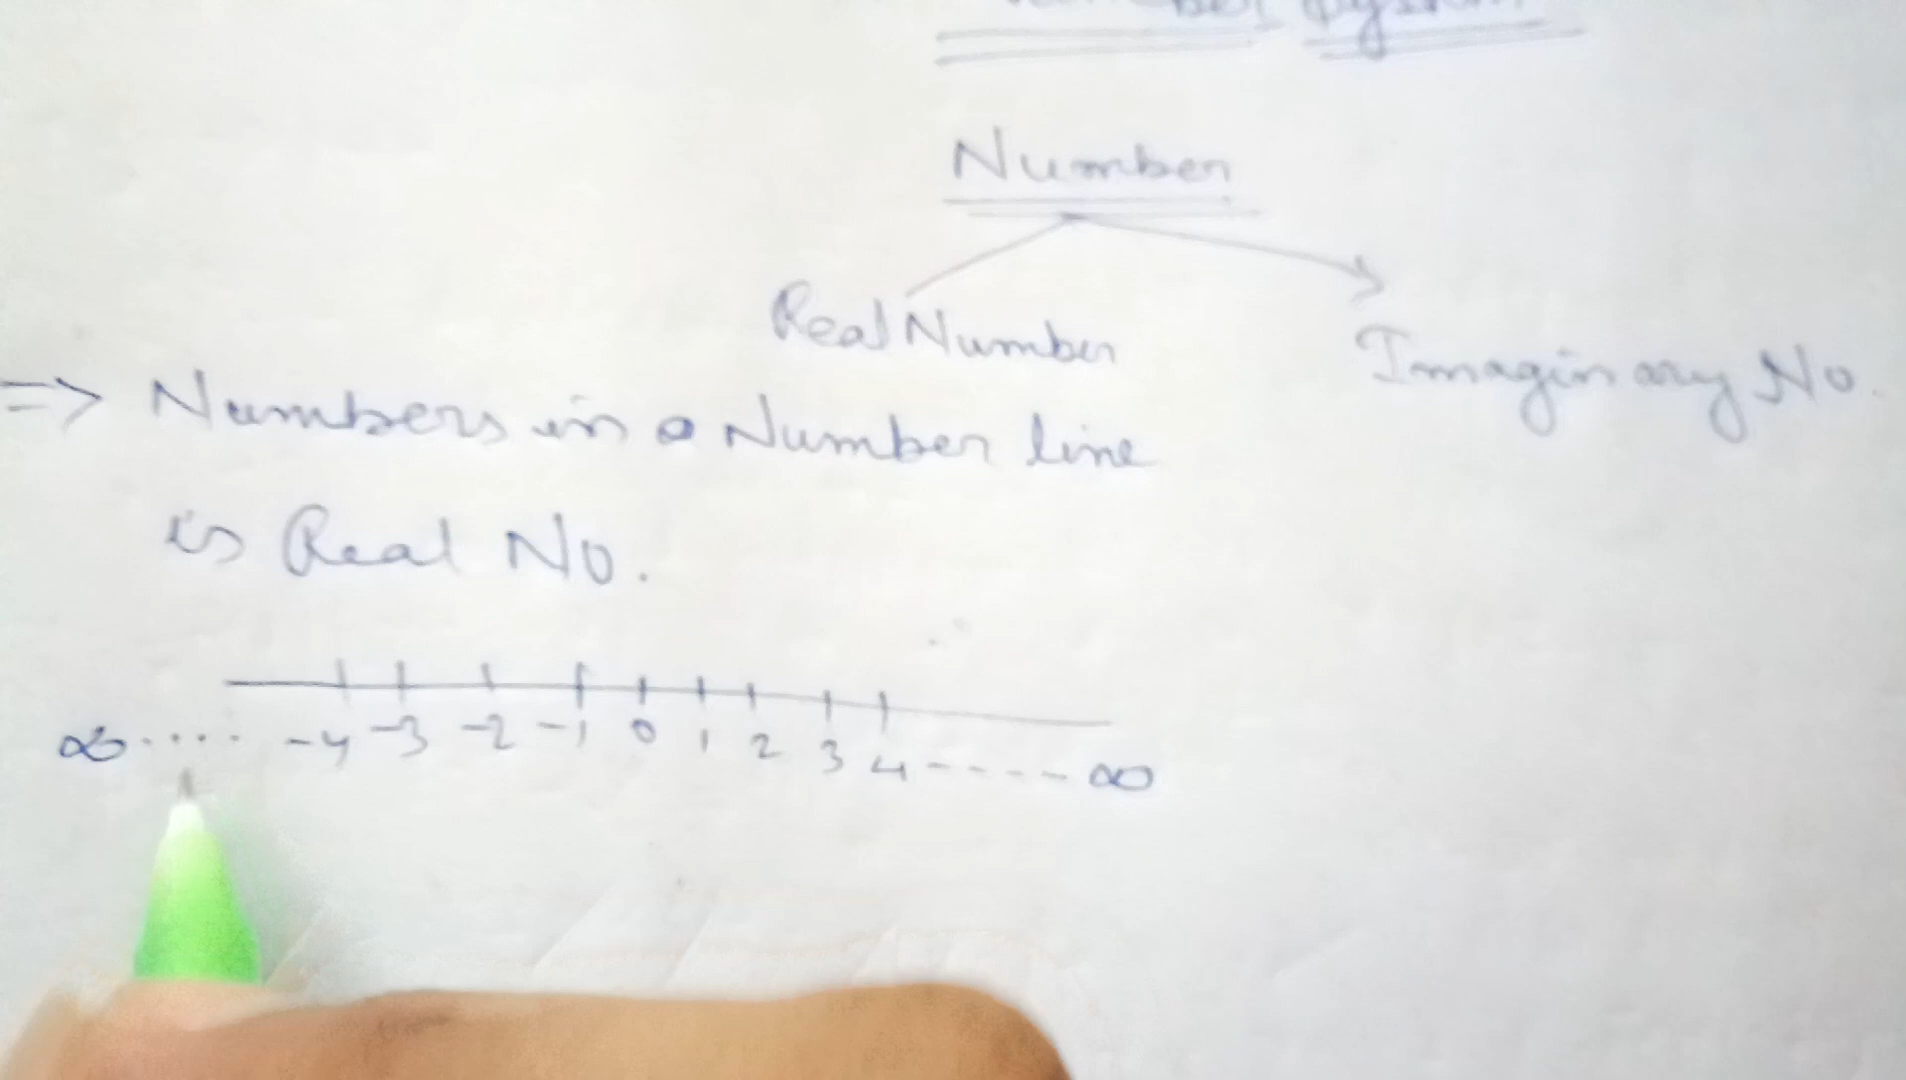 Number
Real Number
Imaginary No.
=> Numbers in a Number line
is Real No.
∞.... -4 -3 -2 -1 0 1 2 3 4 ---- ∞